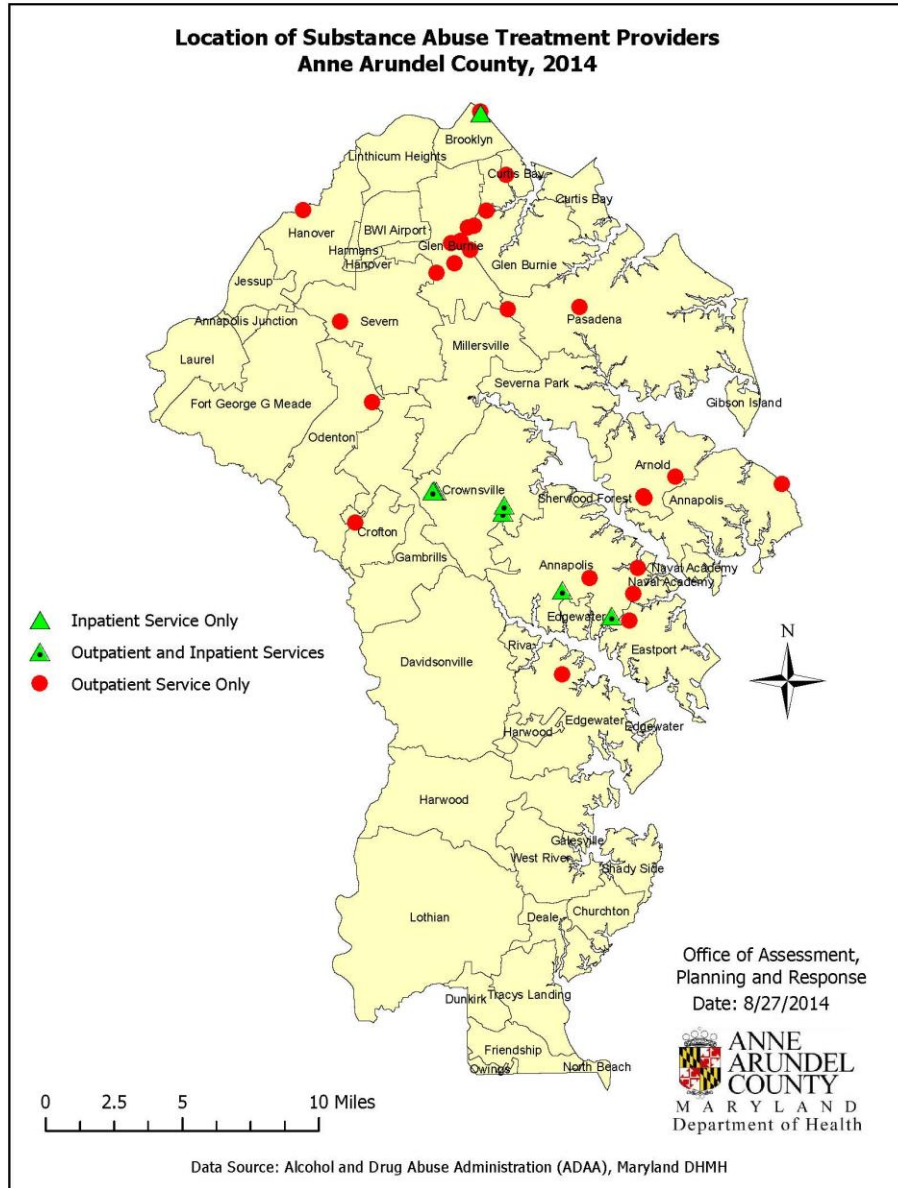 Location of Substance Abuse Treatment Providers
Anne Arundel County, 2014
Brooklyn
Linthicum Heights
Curtis Bay
Curtis Bay
Hanover
BWI Airport
Harmans
Glen Burnie
Hanover
Glen Burnie
Jessup
Annapolis Junction
Severn
Pasadena
Laurel
Millersville
Severna Park
Fort George G Meade
Gibson Island
Odenton
Arnold
Crownsville
Sherwood Forest
Annapolis
Crofton
Gambrills
Annapolis
Naval Academy
Naval Academy
Edgewater
Inpatient Service Only
Outpatient and Inpatient Services
Outpatient Service Only
N
Riva
Eastport
Davidsonville
Edgewater
Edgewater
Harwood
Harwood
Galesville
West River
Shady Side
Lothian
Deale
Churchton
Dunkirk
Tracys Landing
Friendship
Owings
North Beach
Office of Assessment,
Planning and Response
Date: 8/27/2014
ANNE
ARUNDEL
COUNTY
MARYLAND
Department of Health
0 2.5 5 10 Miles
Data Source: Alcohol and Drug Abuse Administration (ADAA), Maryland DHMH